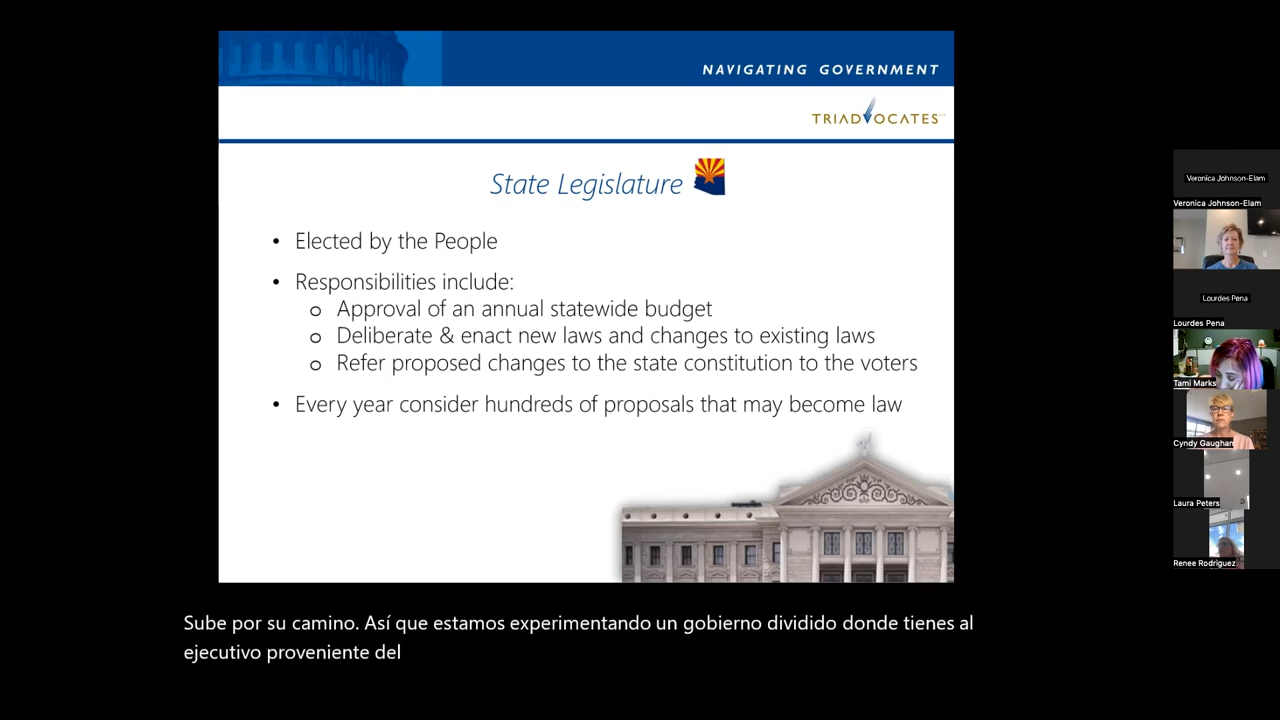 NAVIGATING GOVERNMENT
TRIADVOCATES
State Legislature
• Elected by the People
• Responsibilities include:
o Approval of an annual statewide budget
o Deliberate & enact new laws and changes to existing laws
o Refer proposed changes to the state constitution to the voters
• Every year consider hundreds of proposals that may become law
Veronica Johnson-Elam
Veronica Johnson-Elam
Lourdes Pena
Lourdes Pena
Tami Marks
Cyndy Gaughan
Laura Peters
Renee Rodriguez
Sube por su camino. Así que estamos experimentando un gobierno dividido donde tienes al
ejecutivo proveniente del